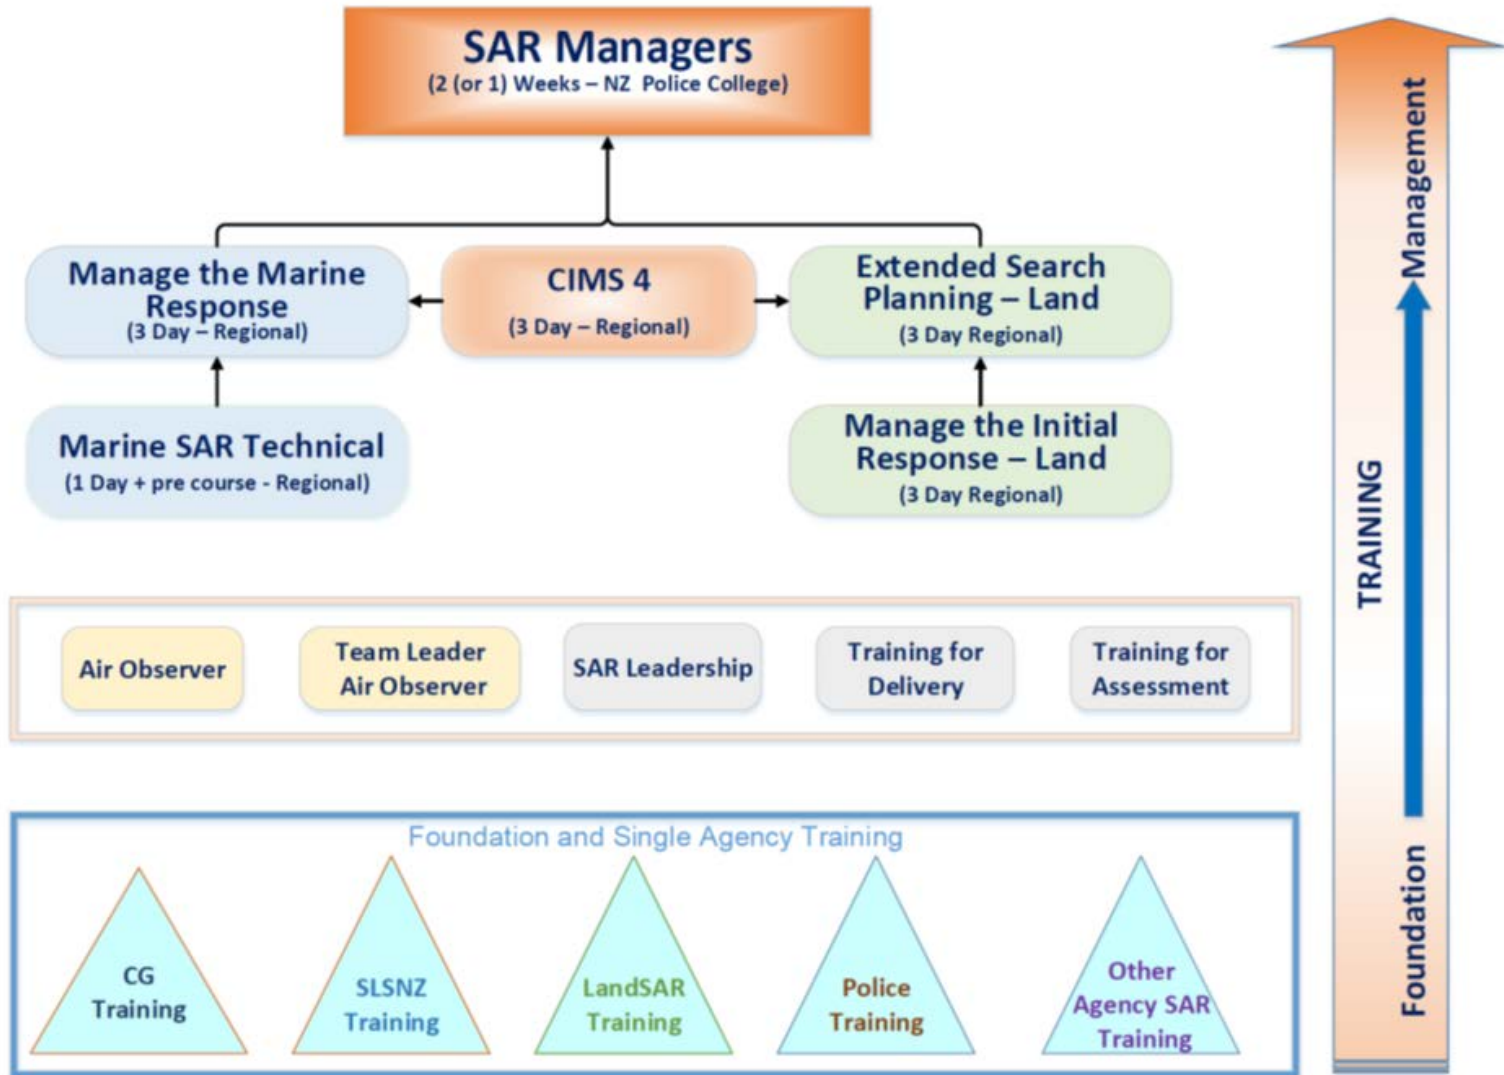 SAR Managers
(2 (or 1) Weeks – NZ Police College)
Manage the Marine
Response
(3 Day – Regional)
CIMS 4
(3 Day – Regional)
Extended Search
Planning – Land
(3 Day Regional)
Marine SAR Technical
(1 Day + pre course - Regional)
Manage the Initial
Response – Land
(3 Day Regional)
Air Observer
Team Leader
Air Observer
SAR Leadership
Training for
Delivery
Training for
Assessment
Foundation and Single Agency Training
CG
Training
SLSNZ
Training
LandSAR
Training
Police
Training
Other
Agency SAR
Training
TRAINING
Management
Foundation